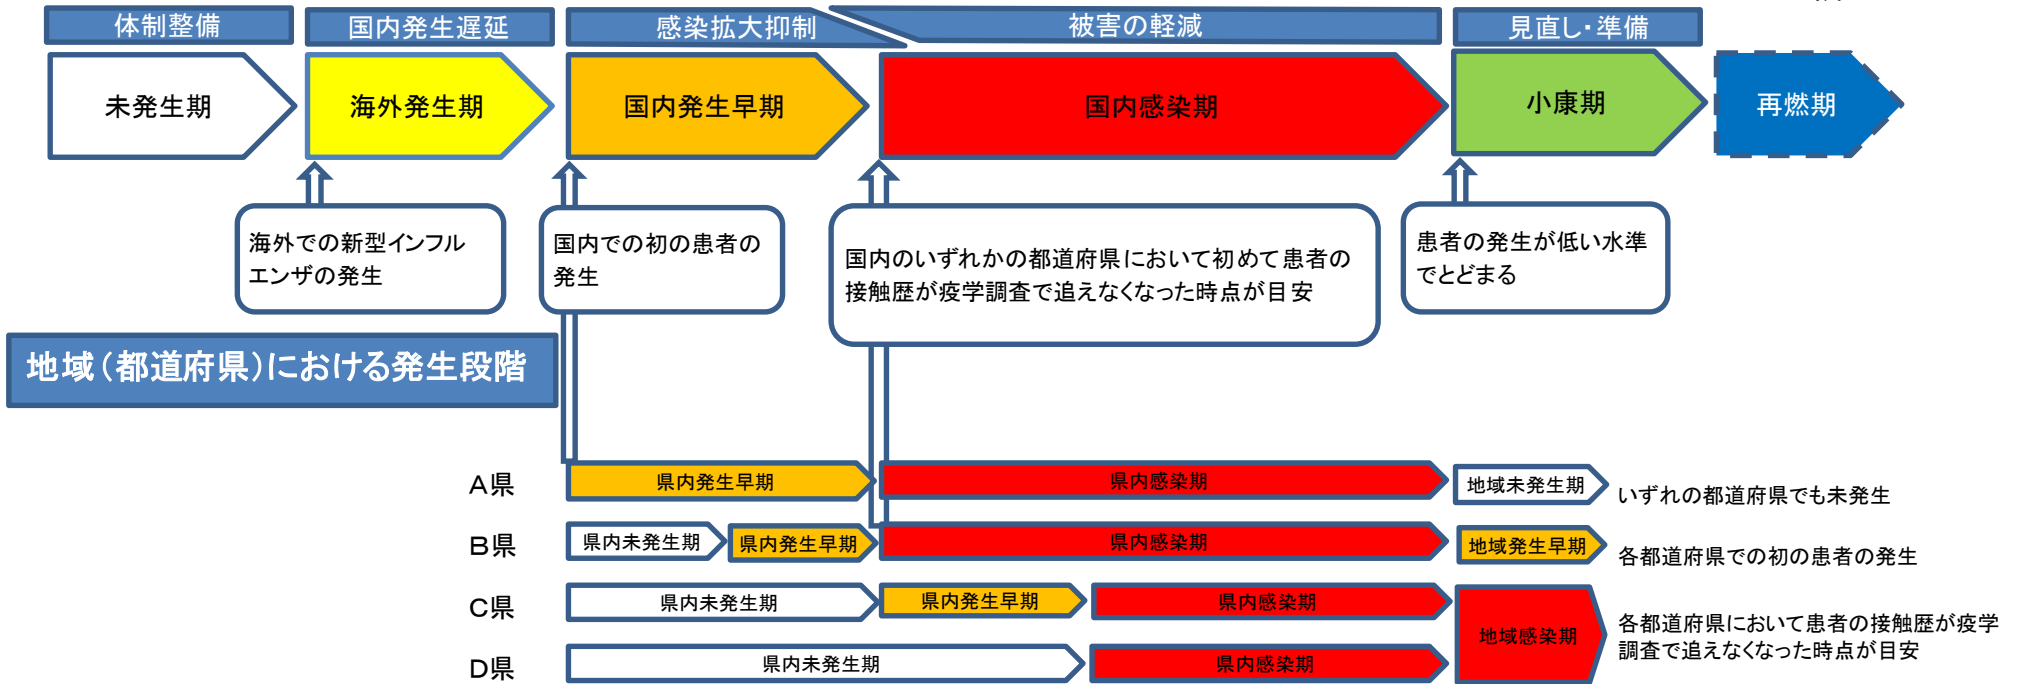 体制整備
国内発生遅延
感染拡大抑制
被害の軽減
見直し・準備
未発生期
海外発生期
国内発生早期
国内感染期
小康期
再燃期
海外での新型インフル
エンザの発生
国内での初の患者の
発生
国内のいずれかの都道府県において初めて患者の
接触歴が疫学調査で追えなくなった時点が目安
患者の発生が低い水準
でとどまる
地域（都道府県）における発生段階
A県
県内発生早期
県内感染期
地域未発生期
いずれの都道府県でも未発生
B県
県内未発生期
県内発生早期
県内感染期
地域発生早期
各都道府県での初の患者の発生
C県
県内未発生期
県内発生早期
県内感染期
地域感染期
各都道府県において患者の接触歴が疫学
調査で追えなくなった時点が目安
D県
県内未発生期
県内感染期